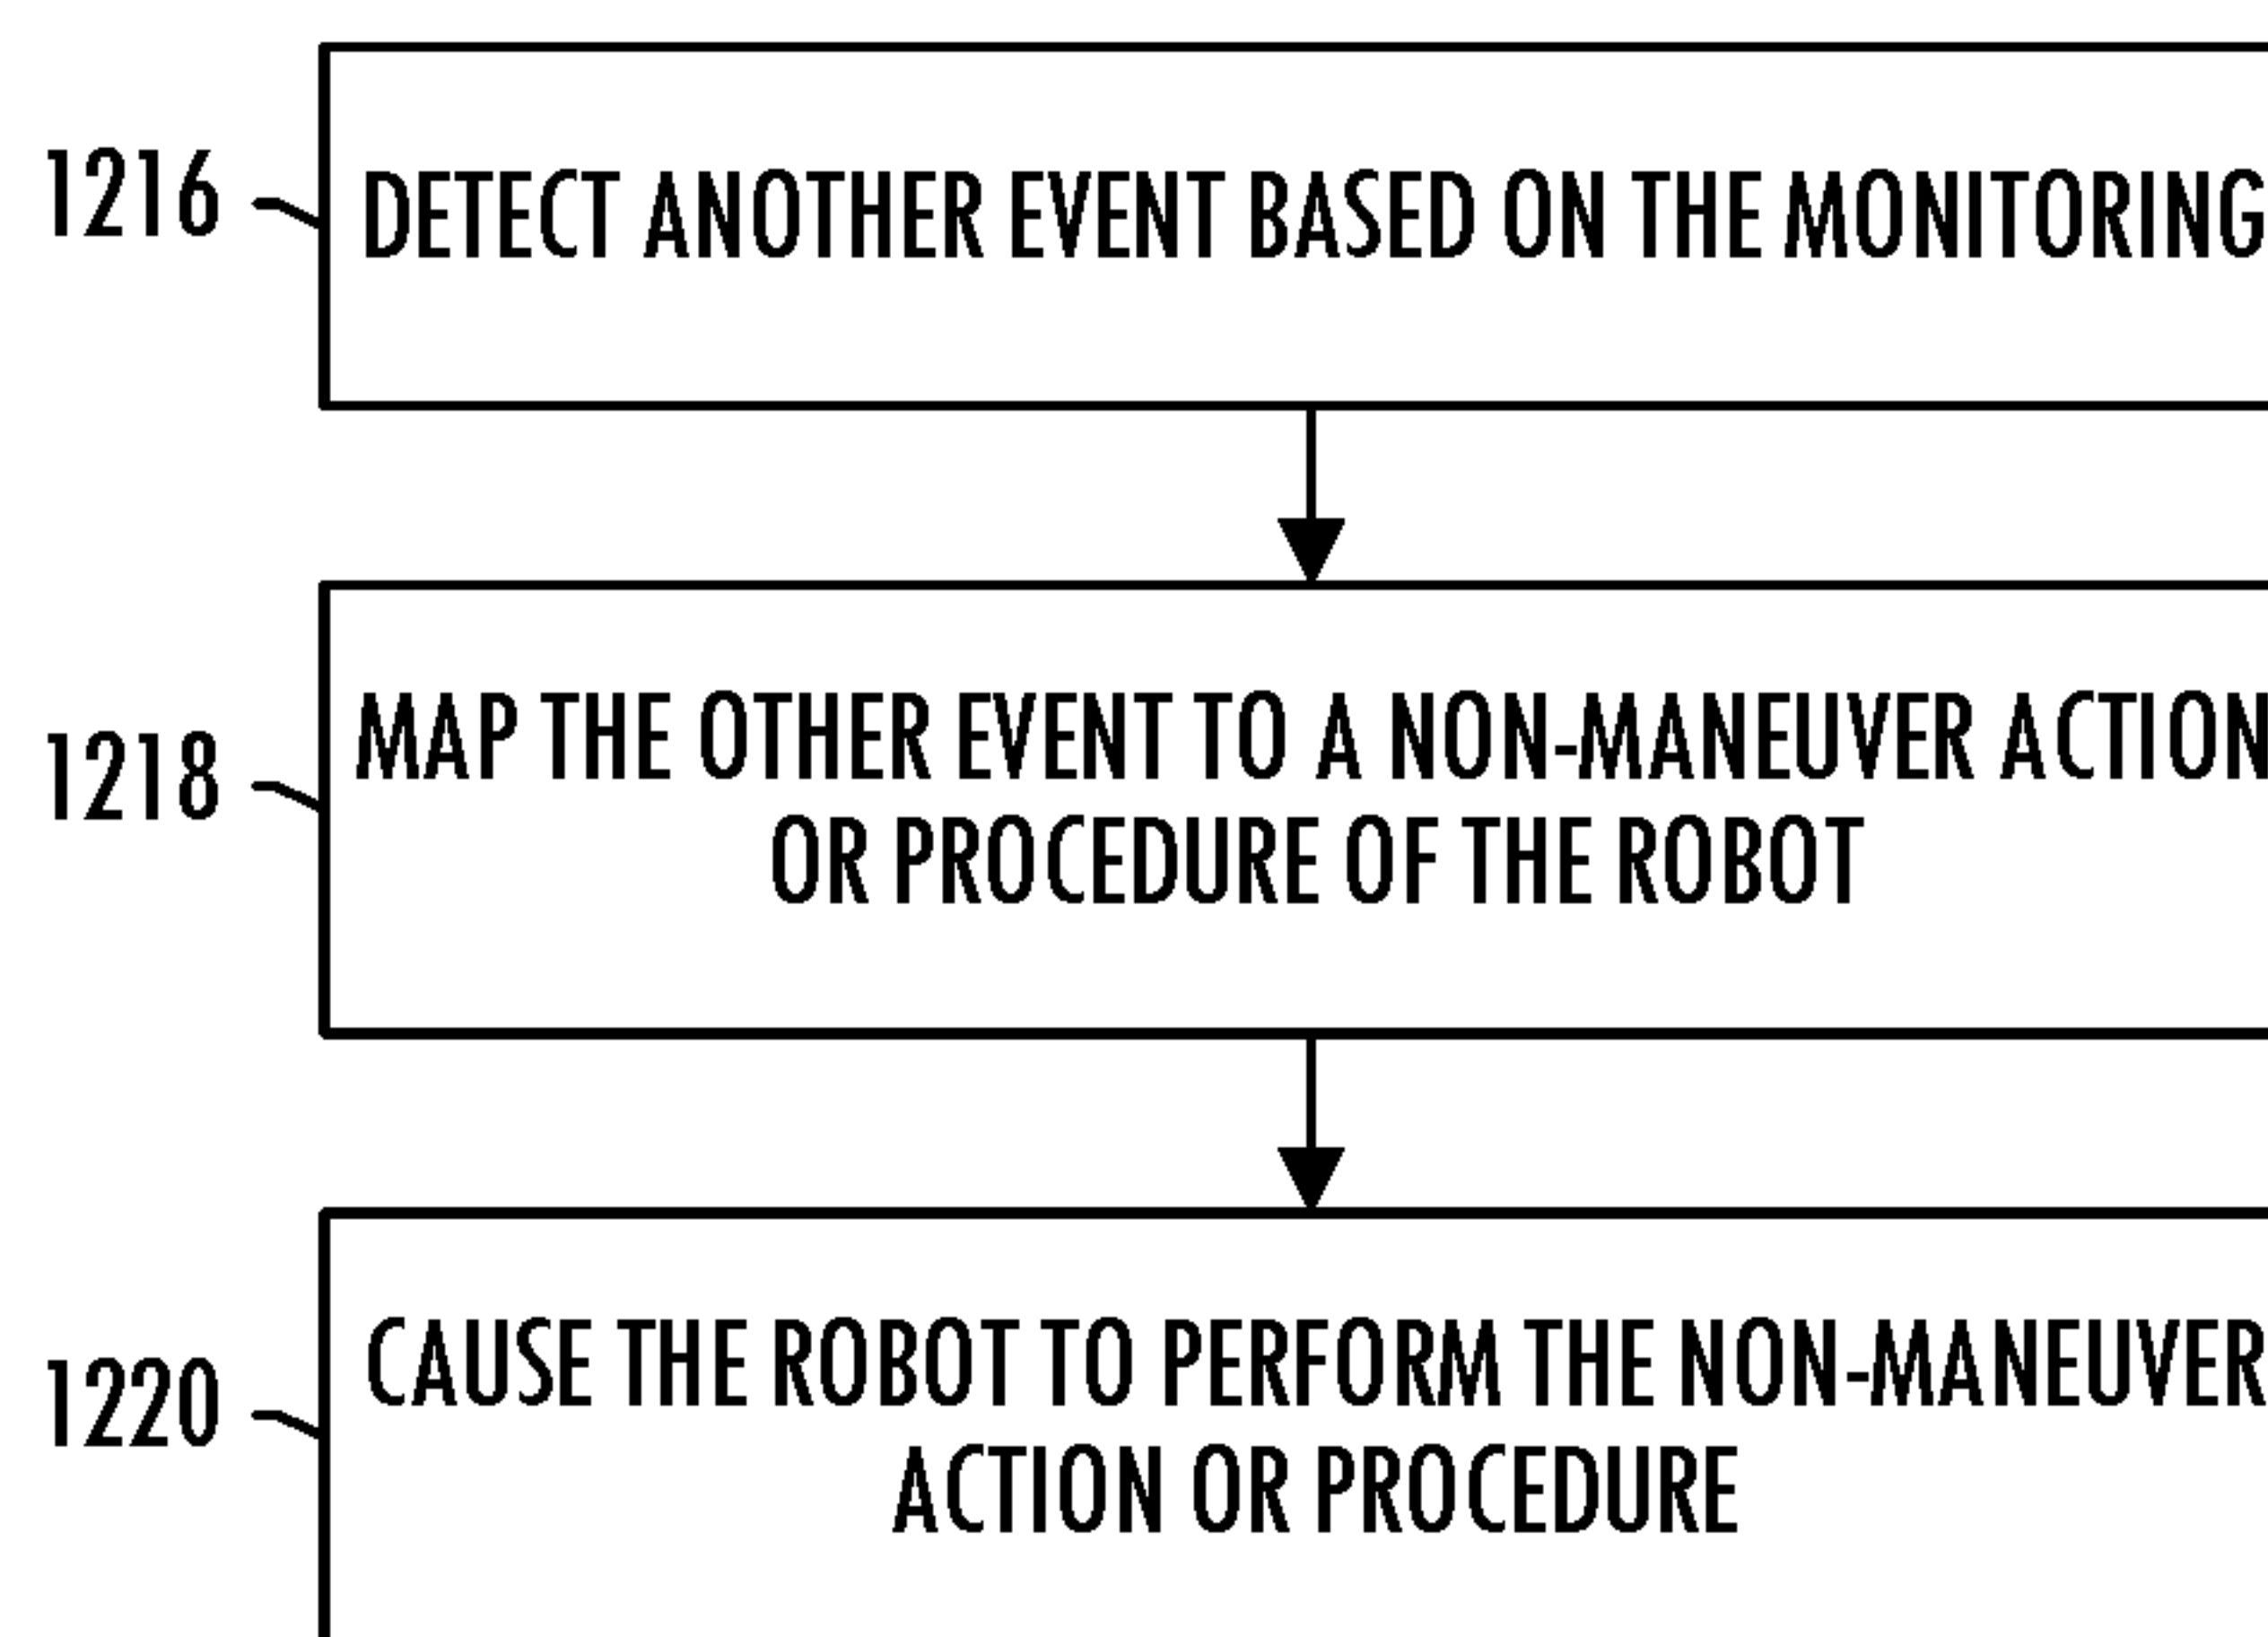 1216
DETECT ANOTHER EVENT BASED ON THE MONITORING
1218
MAP THE OTHER EVENT TO A NON-MANEUVER ACTION
OR PROCEDURE OF THE ROBOT
1220
CAUSE THE ROBOT TO PERFORM THE NON-MANEUVER
ACTION OR PROCEDURE